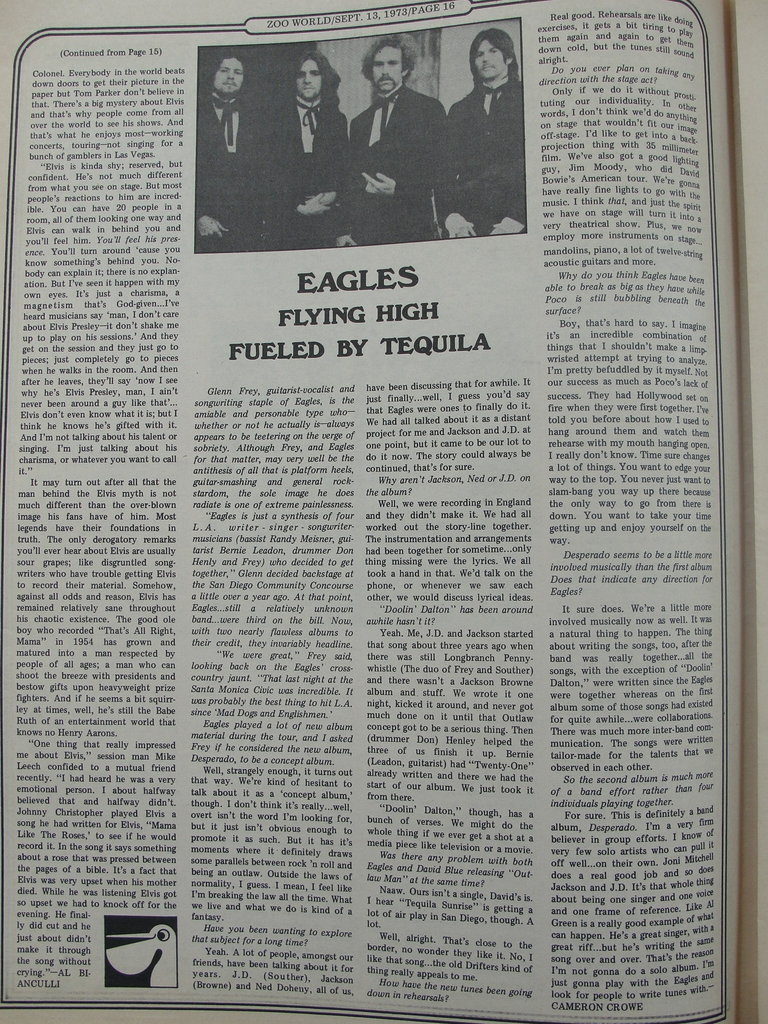 ZOO WORLD/SEPT. 13, 1973/PAGE 16
(Continued from Page 15)
Colonel. Everybody in the world beats
down doors to get their picture in the
paper but Tom Parker don't believe in
that. There's a big mystery about Elvis
and that's why people come from all
over the world to see his shows. And
that's what he enjoys most—working
concerts, touring—not singing for a
bunch of gamblers in Las Vegas.
"Elvis is kinda shy; reserved, but
confident. He's not much different
from what you see on stage. But most
people's reactions to him are incred-
ible. You can have 20 people in a
room, all of them looking one way and
Elvis can walk in behind you and
you'll feel him. You'll feel his pres-
ence. You'll turn around 'cause you
know something's behind you. No-
body can explain it; there is no explan-
ation. But I've seen it happen with my
own eyes. It's just a charisma, a
magnetism that's God-given...I've
heard musicians say 'man, I don't care
about Elvis Presley—it don't shake me
up to play on his sessions.' And they
get on the session and they just go to
pieces; just completely go to pieces
when he walks in the room. And then
after he leaves, they'll say 'now I see
why he's Elvis Presley, man, I ain't
never been around a guy like that'...
Elvis don't even know what it is; but I
think he knows he's gifted with it.
And I'm not talking about his talent or
singing. I'm just talking about his
charisma, or whatever you want to call
it."
It may turn out after all that the
man behind the Elvis myth is not
much different than the over-blown
image his fans have of him. Most
legends have their foundations in
truth. The only derogatory remarks
you'll ever hear about Elvis are usually
sour grapes; like disgruntled song-
writers who have trouble getting Elvis
to record their material. Somehow,
against all odds and reason, Elvis has
remained relatively sane throughout
his chaotic existence. The good ole
boy who recorded "That's All Right,
Mama" in 1954 has grown and
matured into a man respected by
people of all ages; a man who can
shoot the breeze with presidents and
bestow gifts upon heavyweight prize
fighters. And if he seems a bit squirr-
ley at times, well, he's still the Babe
Ruth of an entertainment world that
knows no Henry Aarons.
"One thing that really impressed
me about Elvis," session man Mike
Leech confided to a mutual friend
recently. "I had heard he was a very
emotional person. I about halfway
believed that and halfway didn't.
Johnny Christopher played Elvis a
song he had written for Elvis, "Mama
Like The Roses,' to see if he would
record it. In the song it says something
about a rose that was pressed between
the pages of a bible. It's a fact that
Elvis was very upset when his mother
died. While he was listening Elvis got
so upset we had to knock off for the
evening. He final-
ly did cut and he
just about didn't
make it through
the song without
crying."—AL BI-
ANCULLI
EAGLES
FLYING HIGH
FUELED BY TEQUILA
Glenn Frey, guitarist-vocalist and
songwriting staple of Eagles, is the
amiable and personable type who—
whether or not he actually is—always
appears to be teetering on the verge of
sobriety. Although Frey, and Eagles
for that matter, may very well be the
antithesis of all that is platform heels,
guitar-smashing and general rock-
stardom, the sole image he does
radiate is one of extreme painlessness.
"Eagles is just a synthesis of four
L.A. writer-singer-songwriter-
musicians (bassist Randy Meisner, gui-
tarist Bernie Leadon, drummer Don
Henly and Frey) who decided to get
together," Glenn decided backstage at
the San Diego Community Concourse
a little over a year ago. At that point,
Eagles...still a relatively unknown
band...were third on the bill. Now,
with two nearly flawless albums to
their credit, they invariably headline.
"We were great," Frey said,
looking back on the Eagles' cross-
country jaunt. "That last night at the
Santa Monica Civic was incredible. It
was probably the best thing to hit L.A.
since 'Mad Dogs and Englishmen.'
Eagles played a lot of new album
material during the tour, and I asked
Frey if he considered the new album,
Desperado, to be a concept album.
Well, strangely enough, it turns out
that way. We're kind of hesitant to
talk about it as a 'concept album,'
though. I don't think it's really...well,
overt isn't the word I'm looking for,
but it just isn't obvious enough to
promote it as such. But it has it's
moments where it definitely draws
some parallels between rock 'n roll and
being an outlaw. Outside the laws of
normality, I guess. I mean, I feel like
I'm breaking the law all the time. What
we live and what we do is kind of a
fantasy.
Have you been wanting to explore
that subject for a long time?
Yeah. A lot of people, amongst our
friends, have been talking about it for
years. J.D. (Souther), Jackson
(Browne) and Ned Doheny, all of us,
have been discussing that for awhile. It
just finally...well, I guess you'd say
that Eagles were ones to finally do it.
We had all talked about it as a distant
project for me and Jackson and J.D. at
one point, but it came to be our lot to
do it now. The story could always be
continued, that's for sure.
Why aren't Jackson, Ned or J.D. on
the album?
Well, we were recording in England
and they didn't make it. We had all
worked out the story-line together.
The instrumentation and arrangements
had been together for sometime...only
thing missing were the lyrics. We all
took a hand in that. We'd talk on the
phone, or whenever we saw each
other, we would discuss lyrical ideas.
"Doolin' Dalton" has been around
awhile hasn't it?
Yeah. Me, J.D. and Jackson started
that song about three years ago when
there was still Longbranch Penny-
whistle (The duo of Frey and Souther)
and there wasn't a Jackson Browne
album and stuff. We wrote it one
night, kicked it around, and never got
much done on it until that Outlaw
concept got to be a serious thing. Then
(drummer Don) Henley helped the
three of us finish it up. Bernie
(Leadon, guitarist) had "Twenty-One"
already written and there we had the
start of our album. We just took it
from there.
"Doolin' Dalton," though, has a
bunch of verses. We might do the
whole thing if we ever get a shot at a
media piece like television or a movie.
Was there any problem with both
Eagles and David Blue releasing "Out-
law Man" at the same time?
Naaw. Ours isn't a single, David's is.
I hear "Tequila Sunrise" is getting a
lot of air play in San Diego, though. A
lot.
Well, alright. That's close to the
border, no wonder they like it. No, I
like that song...the old Drifters kind of
thing really appeals to me.
How have the new tunes been going
down in rehearsals?
Real good. Rehearsals are like doing
exercises, it gets a bit tiring to play
them again and again to get them
down cold, but the tunes still sound
alright.
Do you ever plan on taking any
direction with the stage act?
Only if we do it without prosti-
tuting our individuality. In other
words, I don't think we'd do anything
on stage that wouldn't fit our image
off-stage. I'd like to get into a back-
projection thing with 35 millimeter
film. We've also got a good lighting
guy, Jim Moody, who did David
Bowie's American tour. We're gonna
have really fine lights to go with the
music. I think that, and just the spirit
we have on stage will turn it into a
very theatrical show. Plus, we now
employ more instruments on stage...
mandolins, piano, a lot of twelve-string
acoustic guitars and more.
Why do you think Eagles have been
able to break as big as they have while
Poco is still bubbling beneath the
surface?
Boy, that's hard to say. I imagine
it's an incredible combination of
things that I shouldn't make a limp-
wristed attempt at trying to analyze.
I'm pretty befuddled by it myself. Not
our success as much as Poco's lack of
success. They had Hollywood set on
fire when they were first together. I've
told you before about how I used to
hang around them and watch them
rehearse with my mouth hanging open.
I really don't know. Time sure changes
a lot of things. You want to edge your
way to the top. You never just want to
slam-bang you way up there because
the only way to go from there is
down. You want to take your time
getting up and enjoy yourself on the
way.
Desperado seems to be a little more
involved musically than the first album
Does that indicate any direction for
Eagles?
It sure does. We're a little more
involved musically now as well. It was
a natural thing to happen. The thing
about writing the songs, too, after the
band was really together...all the
songs, with the exception of "Doolin'
Dalton," were written since the Eagles
were together whereas on the first
album some of those songs had existed
for quite awhile...were collaborations.
There was much more inter-band com-
munication. The songs were written
tailor-made for the talents that we
observed in each other.
So the second album is much more
of a band effort rather than four
individuals playing together.
For sure. This is definitely a band
album, Desperado. I'm a very firm
believer in group efforts. I know of
very few solo artists who can pull it
off well...on their own. Joni Mitchell
does a real good job and so does
Jackson and J.D. It's that whole thing
about being one singer and one voice
and one frame of reference. Like Al
Green is a really good example of what
can happen. He's a great singer, with a
great riff...but he's writing the same
song over and over. That's the reason
I'm not gonna do a solo album. I'm
just gonna play with the Eagles and
look for people to write tunes with.—
CAMERON CROWE